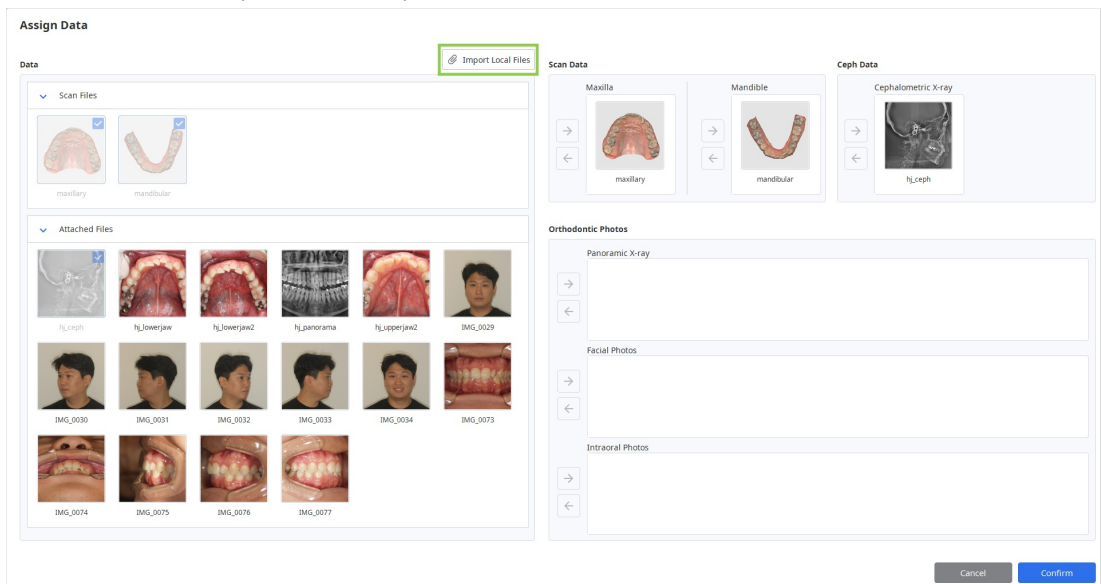 Assign Data
Import Local Files
Data
Scan Files
maxillary mandibular
Attached Files
hj_ceph hj_lowerjaw hj_lowerjaw2 hj_panorama hj_upperjaw2 IMG_0029
IMG_0030 IMG_0031 IMG_0032 IMG_0033 IMG_0034 IMG_0073
IMG_0074 IMG_0075 IMG_0076 IMG_0077
Scan Data
Maxilla Mandible
maxillary mandibular
Ceph Data
Cephalometric X-ray
hj_ceph
Orthodontic Photos
Panoramic X-ray
Facial Photos
Intraoral Photos
Cancel Confirm